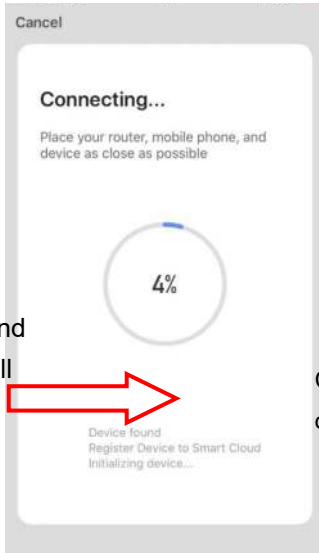 Cancel
Connecting...
Place your router, mobile phone, and
device as close as possible
4%
Device found
Register Device to Smart Cloud
Initializing device...